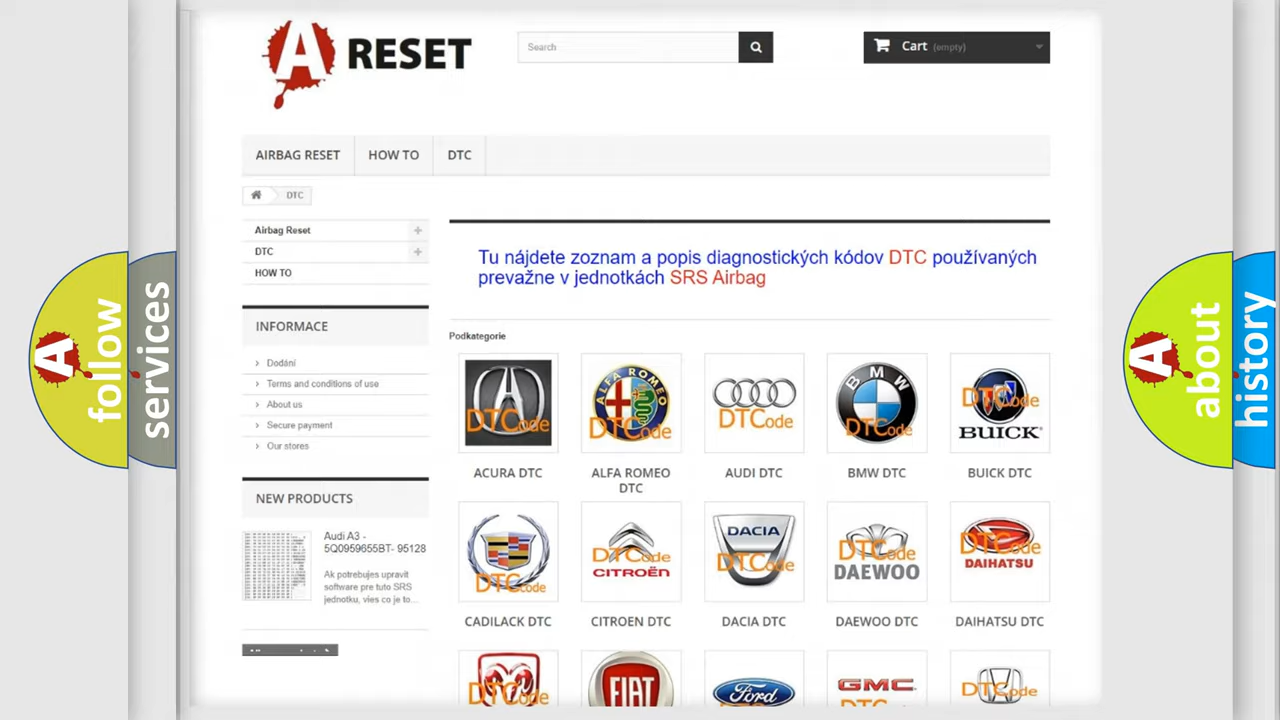 A RESET
Search
Cart (empty)
AIRBAG RESET
HOW TO
DTC
DTC
Airbag Reset
DTC
HOW TO
Tu nájdete zoznam a popis diagnostických kódov DTC používaných
prevažne v jednotkách SRS Airbag
INFORMACE
Dodání
Terms and conditions of use
About us
Secure payment
Our stores
NEW PRODUCTS
Audi A3 -
5Q0959655BT- 95128
Ak potrebujes upravit
software pre tuto SRS
jednotku, vies co je to...
Podkategorie
DTCode
ALFA ROMEO
DTCode
DTCode
BMW
DTCode
DTCode
BUICK
ACURA DTC
ALFA ROMEO
DTC
AUDI DTC
BMW DTC
BUICK DTC
DTCode
DTCode
CITROËN
DACIA
DTCode
DTCode
DAEWOO
DTCode
DAIHATSU
CADILACK DTC
CITROEN DTC
DACIA DTC
DAEWOO DTC
DAIHATSU DTC
DTCode
FIAT
Ford
GMC
DTCode
A
follow
services
A
about
history